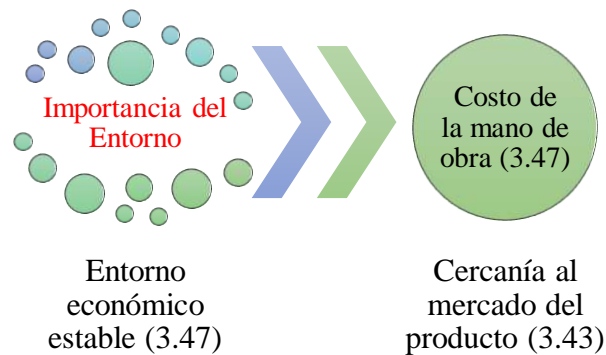 Importancia del
Entorno
Costo de
la mano de
obra (3.47)
Entorno
económico
estable (3.47)
Cercanía al
mercado del
producto (3.43)